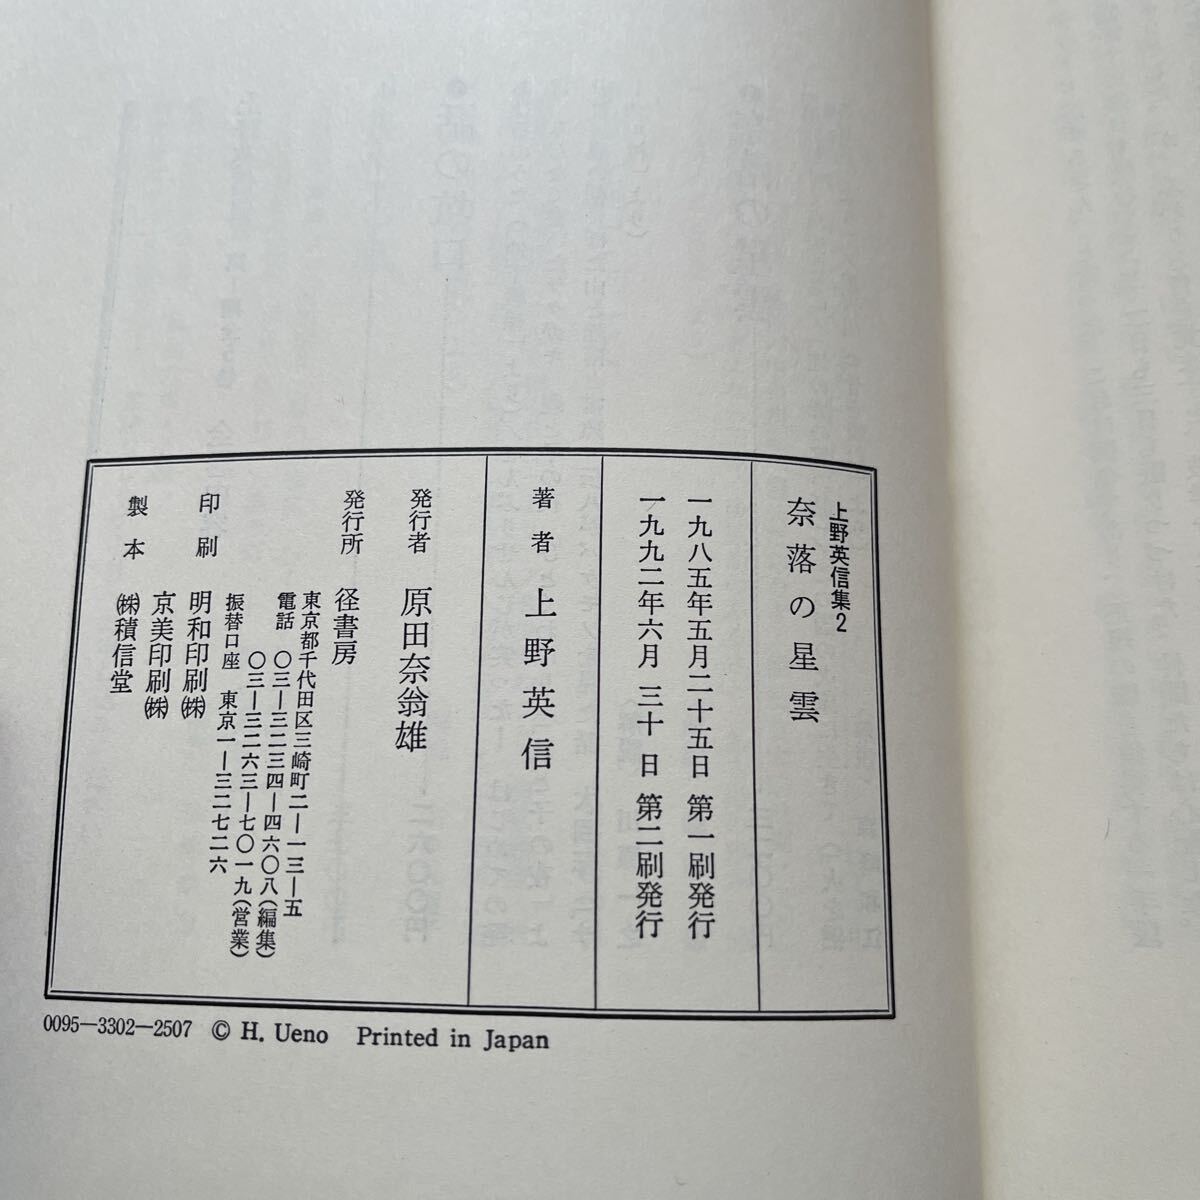 上野英信集2
奈落の星雲
一九八五年五月二十五日 第一刷発行
一九九二年六月三十日 第二刷発行
著者 上野英信
発行者 原田奈翁雄
発行所 径書房
東京都千代田区三崎町二―一三―五
電話 〇三―三二三四―四六〇八(編集)
〇三―三二六三―七〇一九(営業)
振替口座 東京一―三二七二六
印刷 明和印刷㈱
京美印刷㈱
製本 ㈱積信堂
0095―3302―2507 © H. Ueno Printed in Japan